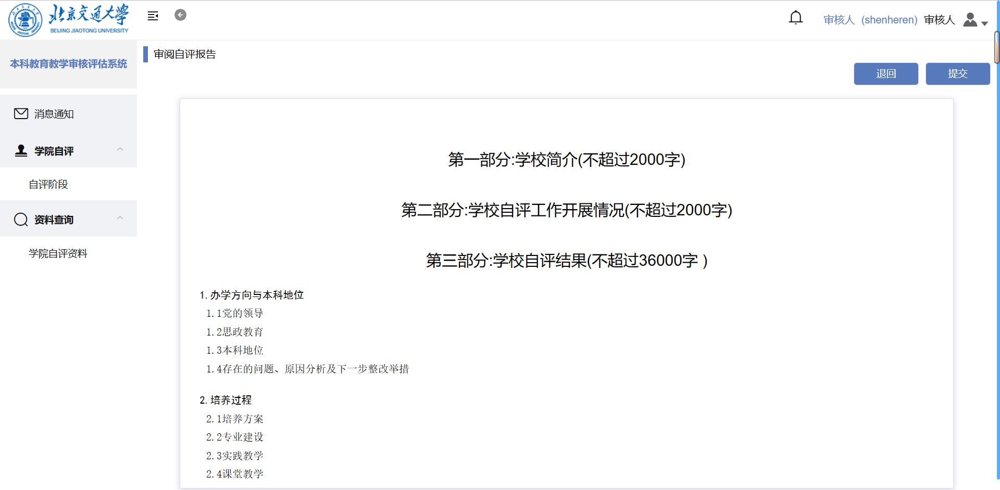 北京交通大学
BEIJING JIAOTONG UNIVERSITY
审核人 (shenheren) 审核人
本科教育教学审核评估系统
消息通知
学院自评
自评阶段
资料查询
学院自评资料
审阅自评报告
退回 提交
第一部分:学校简介(不超过2000字)
第二部分:学校自评工作开展情况(不超过2000字)
第三部分:学校自评结果(不超过36000字 )
1.办学方向与本科地位
1.1党的领导
1.2思政教育
1.3本科地位
1.4存在的问题、原因分析及下一步整改举措
2.培养过程
2.1培养方案
2.2专业建设
2.3实践教学
2.4课堂教学